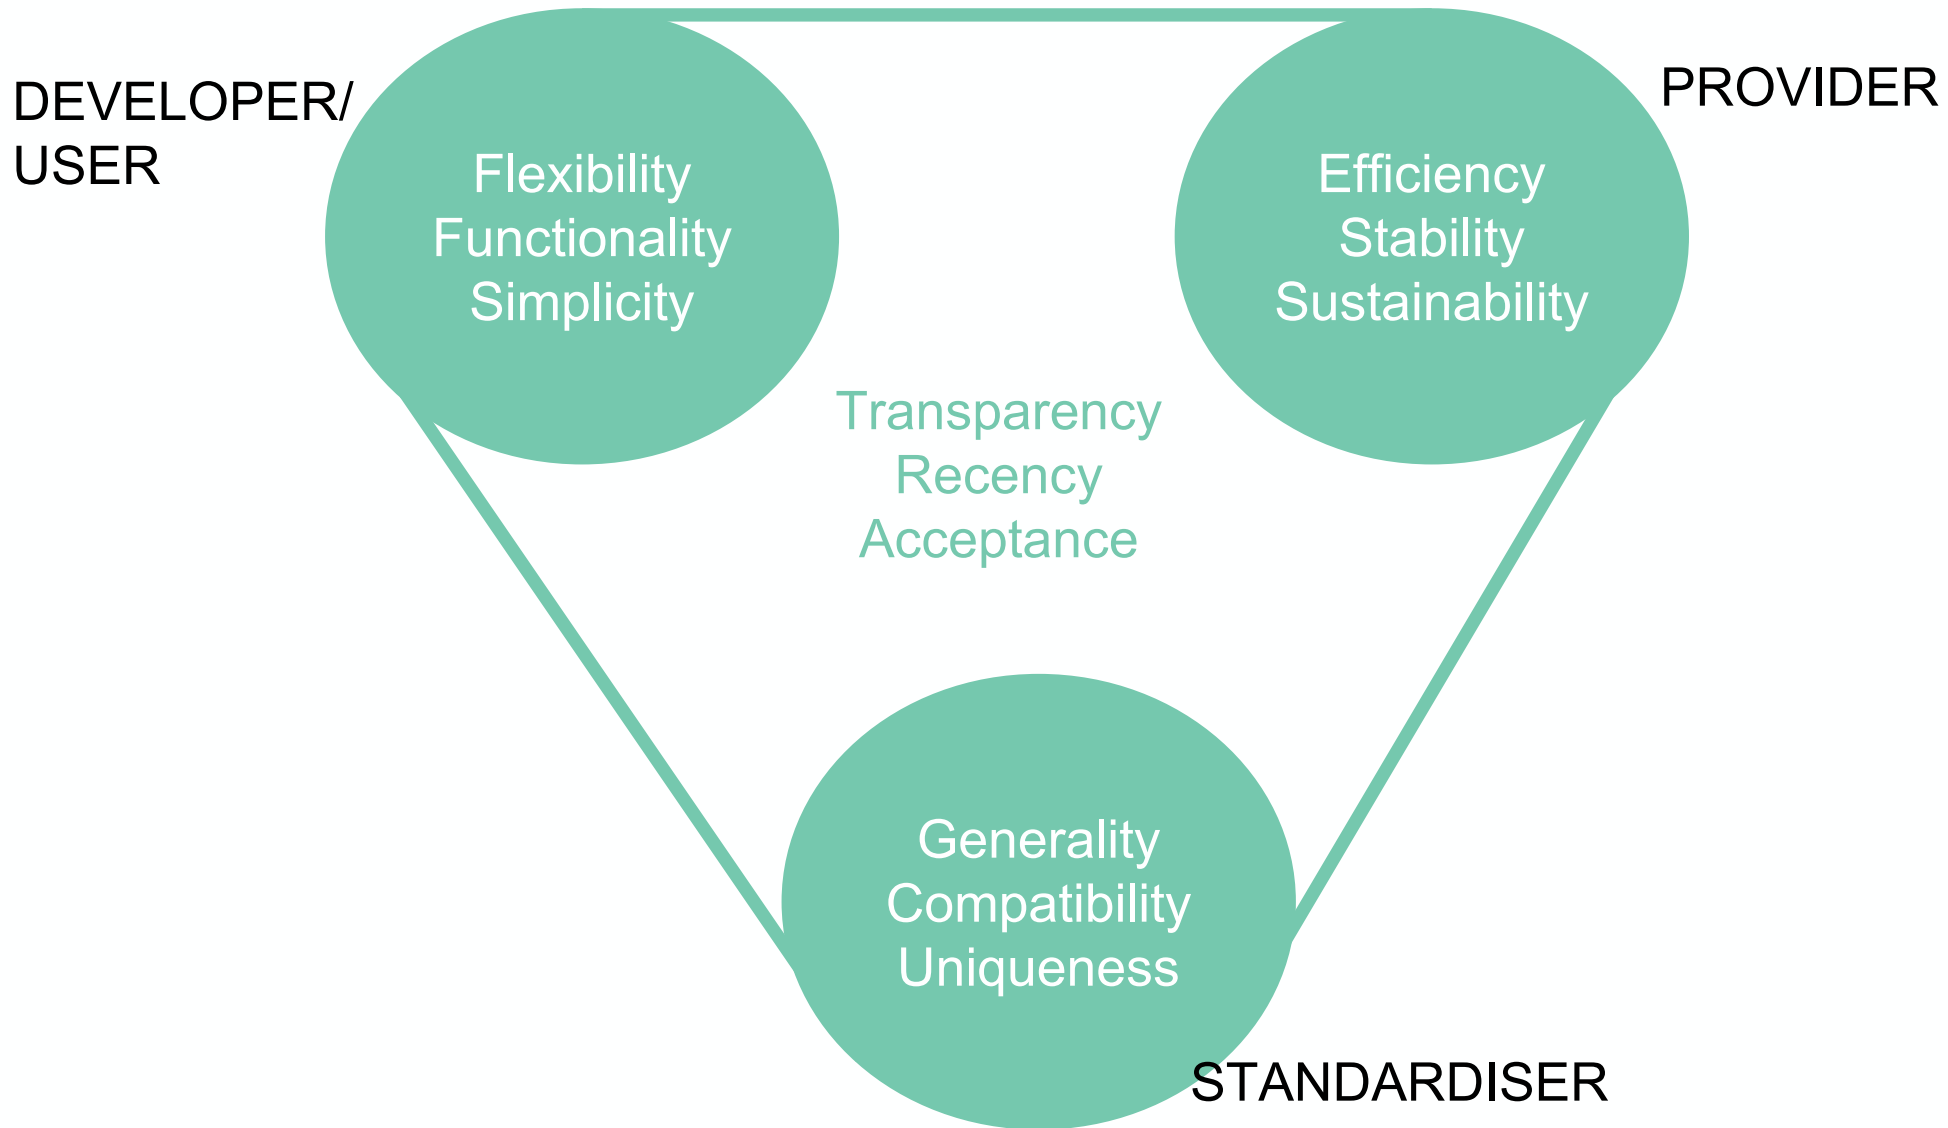 DEVELOPER/
USER
Flexibility
Functionality
Simplicity
PROVIDER
Efficiency
Stability
Sustainability
Transparency
Recency
Acceptance
Generality
Compatibility
Uniqueness
STANDARDISER